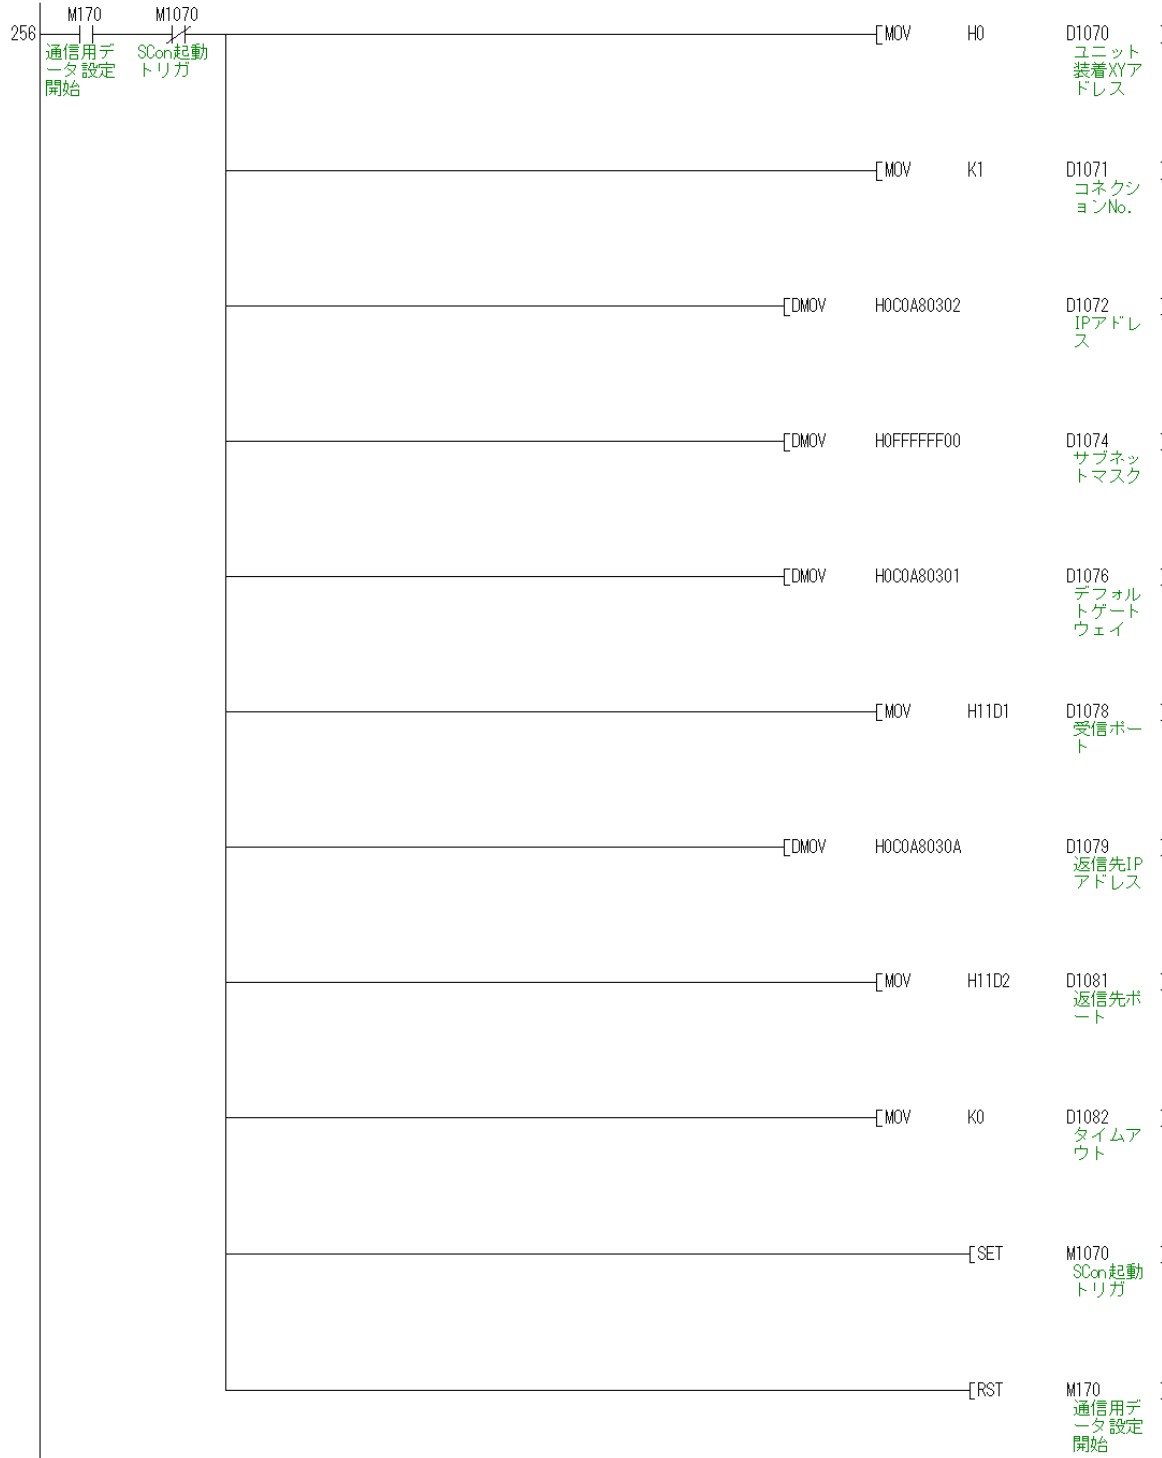 M170 M1070
256 [MOV H0 D1070 ]
通信用デ SCon起動 ユニット
ータ設定 トリガ 装着XYア
開始 ドレス
[MOV K1 D1071 ]
コネクシ
ョンNo.
[DMOV H0C0A80302 D1072 ]
IPアドレ
ス
[DMOV H0FFFFFF00 D1074 ]
サブネッ
トマスク
[DMOV H0C0A80301 D1076 ]
デフォル
トゲート
ウェイ
[MOV H11D1 D1078 ]
受信ポー
ト
[DMOV H0C0A8030A D1079 ]
返信先IP
アドレス
[MOV H11D2 D1081 ]
返信先ポ
ート
[MOV K0 D1082 ]
タイムア
ウト
[SET M1070 ]
SCon起動
トリガ
[RST M170 ]
通信用デ
ータ設定
開始